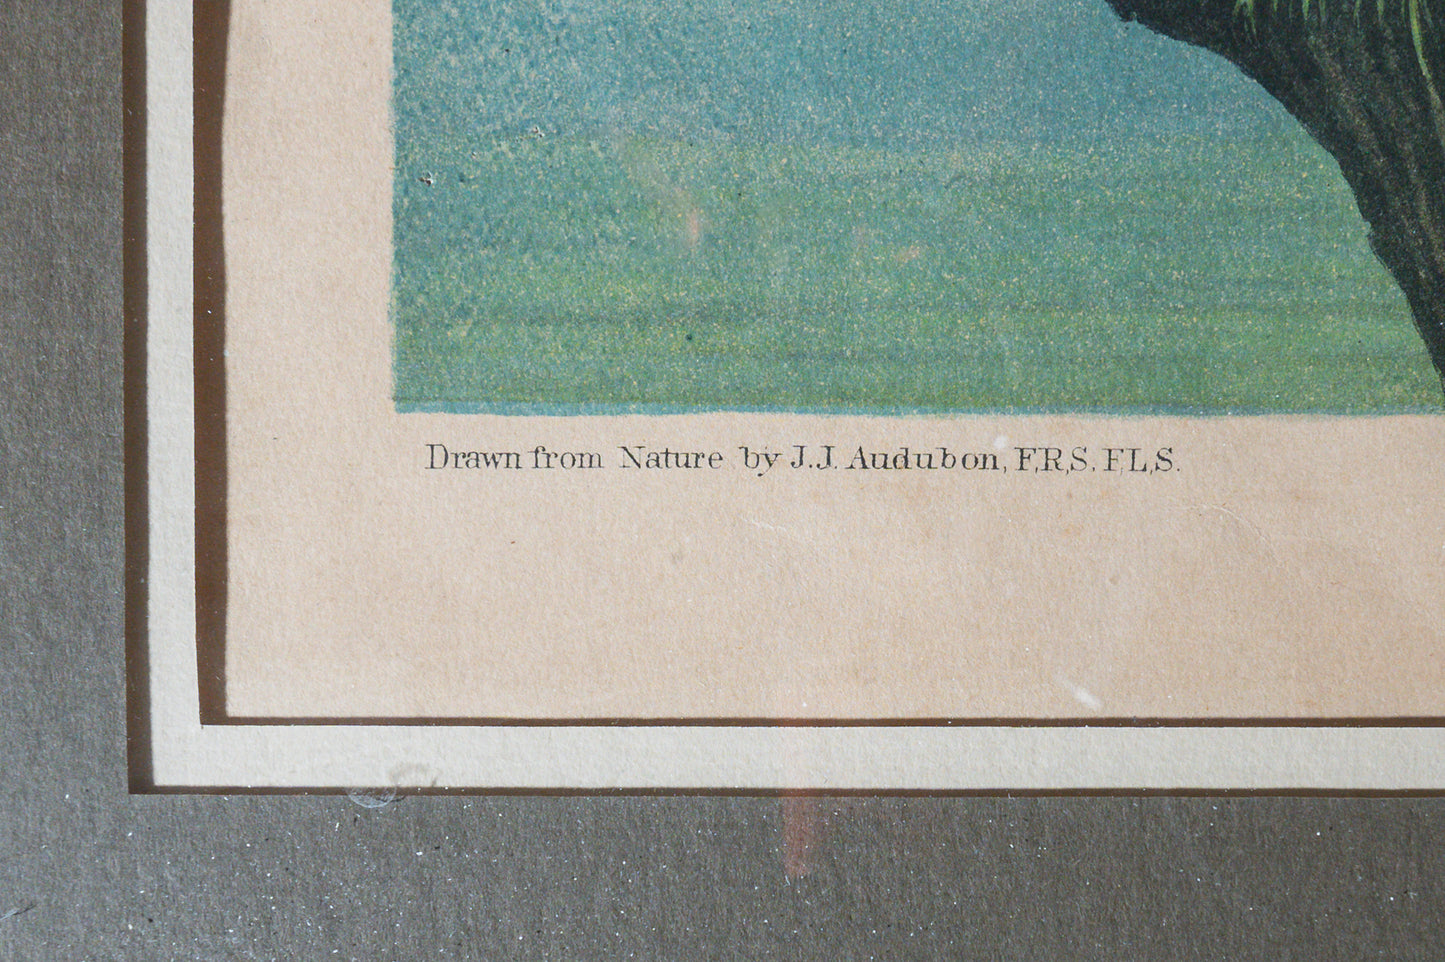 Drawn from Nature by J.J. Audubon, F,R,S. F,L,S.